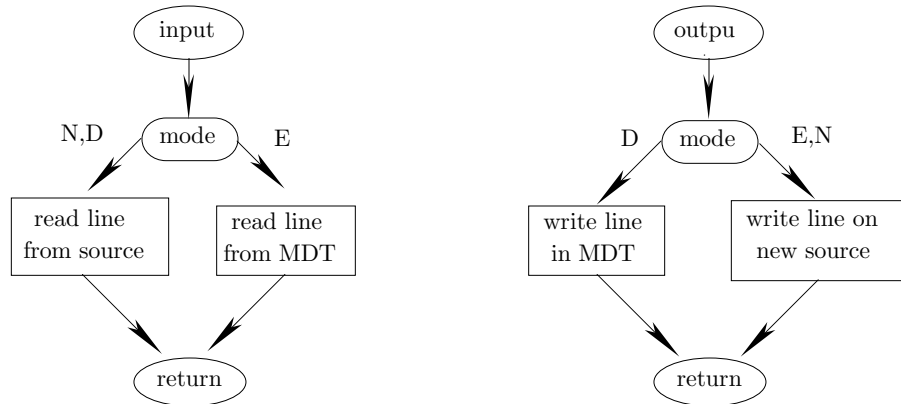 input
N,D
mode
E
read line
from source
read line
from MDT
return
outpu
D
mode
E,N
write line
in MDT
write line on
new source
return